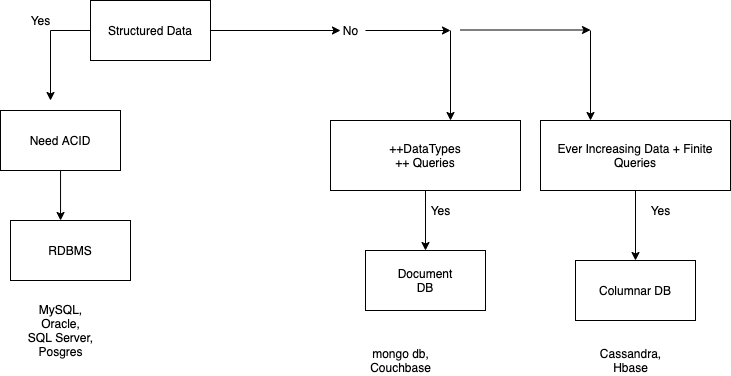 Yes
Structured Data
No
Need ACID
++DataTypes
++ Queries
Ever Increasing Data + Finite
Queries
Yes
Yes
RDBMS
Document
DB
Columnar DB
MySQL,
Oracle,
SQL Server,
Posgres
mongo db,
Couchbase
Cassandra,
Hbase